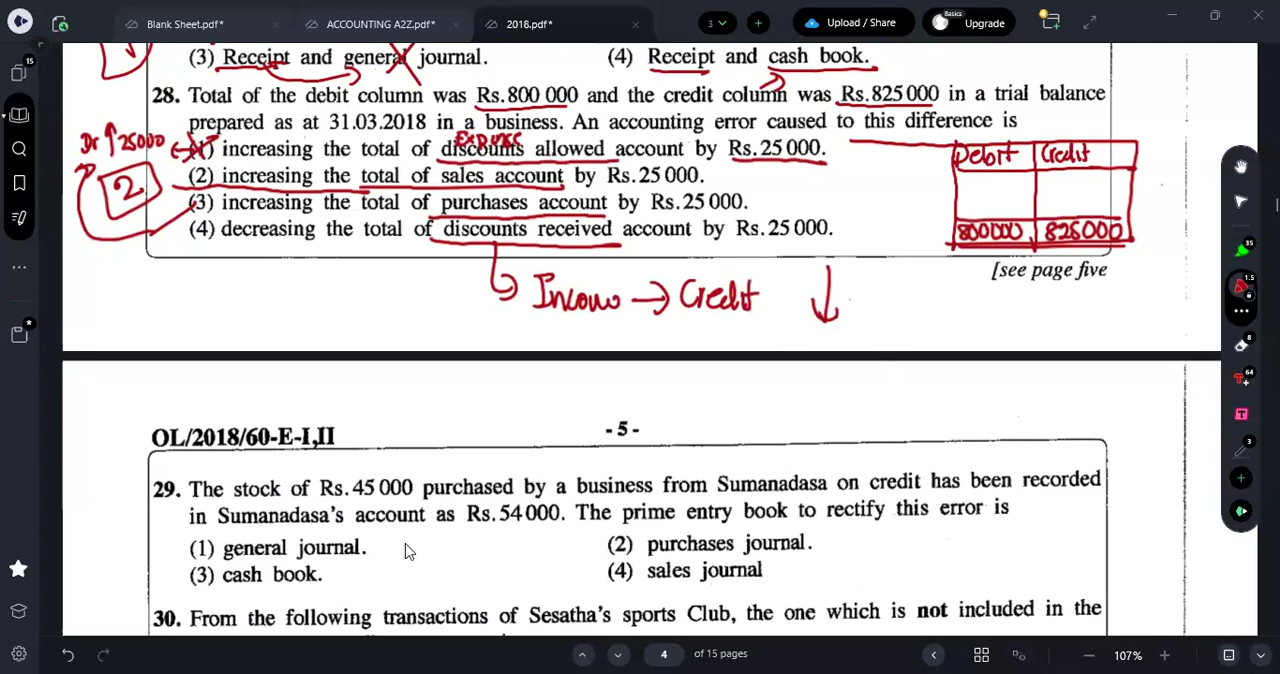 Blank Sheet.pdf*
ACCOUNTING A2Z.pdf*
2018.pdf*
3
Upload / Share
Basics
Upgrade
15
(3) Receipt and general journal.
(4) Receipt and cash book.
28. Total of the debit column was Rs.800 000 and the credit column was Rs.825 000 in a trial balance
prepared as at 31.03.2018 in a business. An accounting error caused to this difference is
Dr ↑25000
Expense
(1) increasing the total of discounts allowed account by Rs.25 000.
Debit Credit
2
(2) increasing the total of sales account by Rs.25 000.
(3) increasing the total of purchases account by Rs.25 000.
(4) decreasing the total of discounts received account by Rs.25 000.
800000 825000
[see page five
Income → Credit ↓
OL/2018/60-E-I,II
- 5 -
29. The stock of Rs.45 000 purchased by a business from Sumanadasa on credit has been recorded
in Sumanadasa's account as Rs.54 000. The prime entry book to rectify this error is
(1) general journal.
(2) purchases journal.
(3) cash book.
(4) sales journal
30. From the following transactions of Sesatha's sports Club, the one which is not included in the
35
1.5
8
64
3
4
of 15 pages
107%